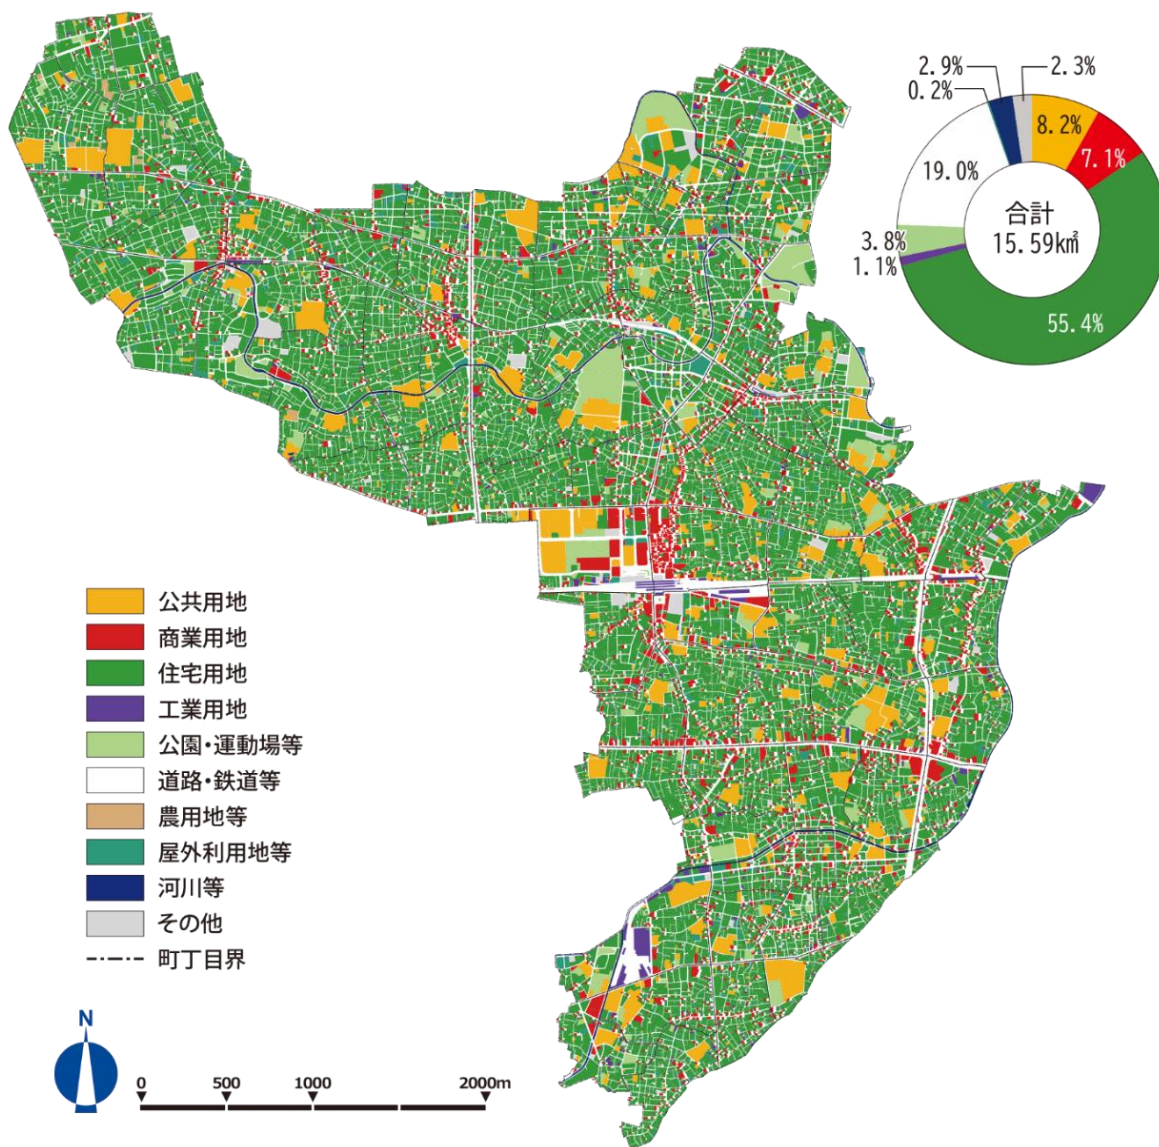 2.9%
2.3%
0.2%
8.2%
7.1%
19.0%
合計
15.59k㎡
3.8%
1.1%
55.4%
公共用地
商業用地
住宅用地
工業用地
公園・運動場等
道路・鉄道等
農用地等
屋外利用地等
河川等
その他
町丁目界
N
0 500 1000 2000m